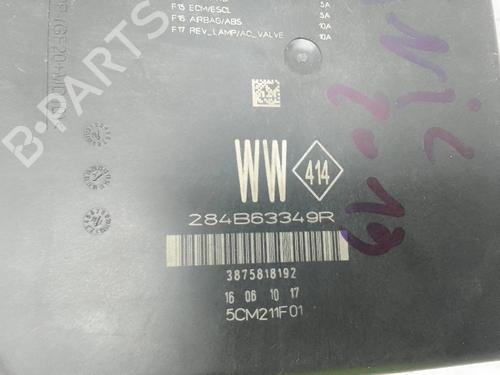 F15 ECM/ESCL 5A
F16 AIRBAG/ABS 5A
F17 REV_LAMP/AC_VALVE 10A
WW 414
284B63349R
3875818192
16 06 10 17
5CM211F01
B-PARTS